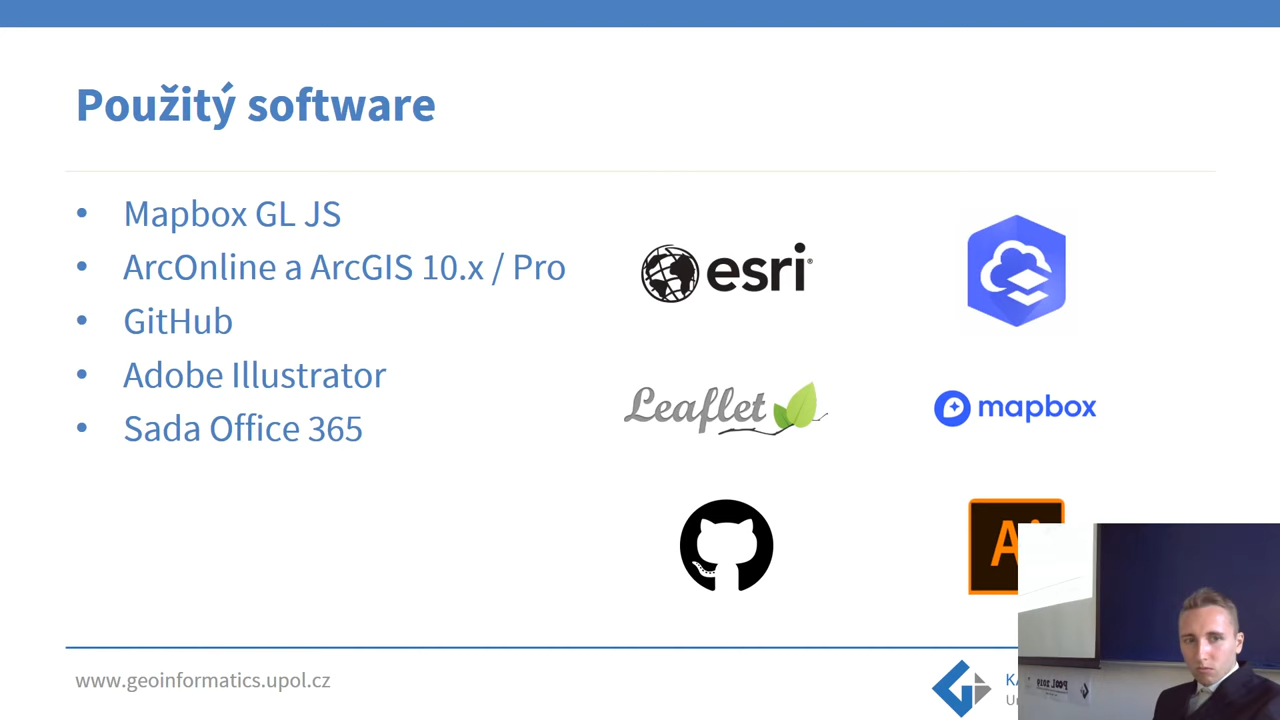 Použitý software
• Mapbox GL JS
• ArcOnline a ArcGIS 10.x / Pro
• GitHub
• Adobe Illustrator
• Sada Office 365
esri®
Leaflet
mapbox
www.geoinformatics.upol.cz